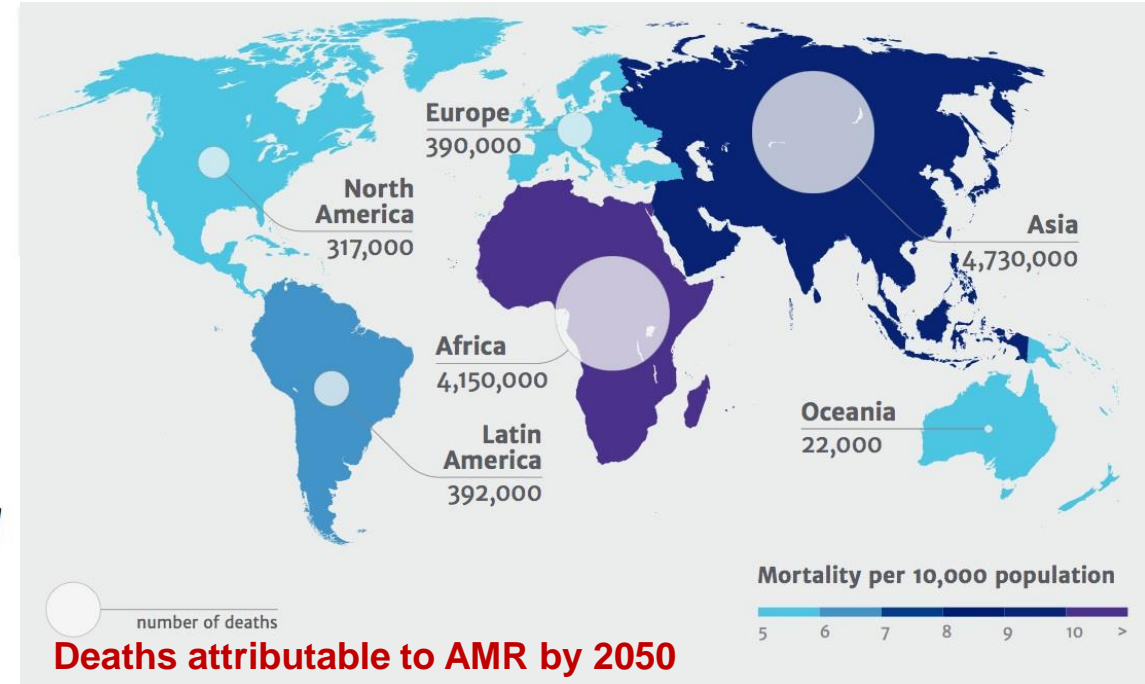 Europe
390,000
North
America
317,000
Asia
4,730,000
Africa
4,150,000
Oceania
22,000
Latin
America
392,000
Mortality per 10,000 population
5 6 7 8 9 10 >
number of deaths
Deaths attributable to AMR by 2050